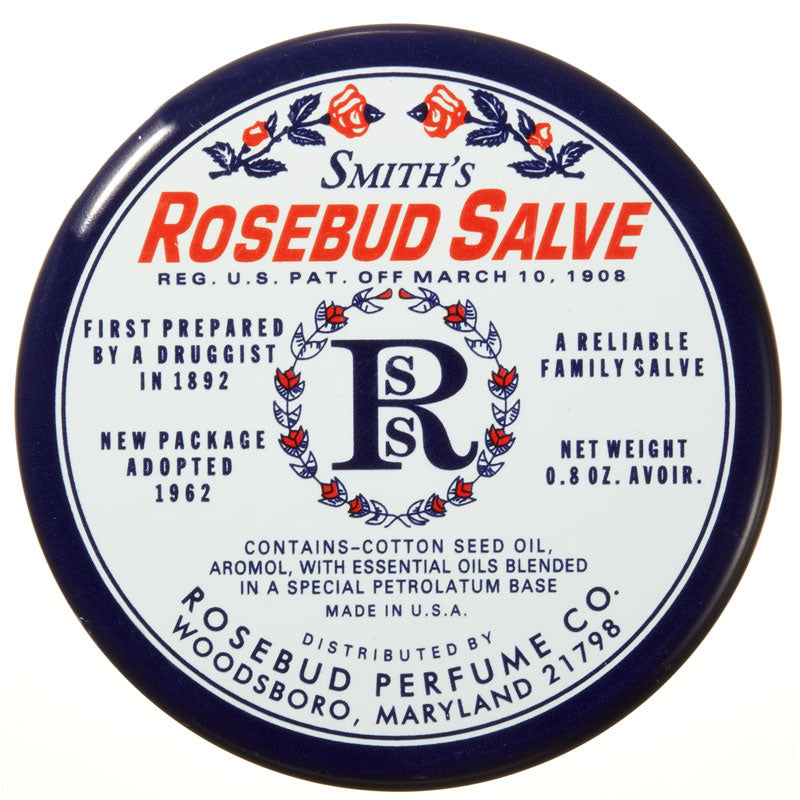 SMITH'S
ROSEBUD SALVE
REG. U.S. PAT. OFF MARCH 10, 1908
FIRST PREPARED
BY A DRUGGIST
IN 1892
NEW PACKAGE
ADOPTED
1962
RSS
A RELIABLE
FAMILY SALVE
NET WEIGHT
0.8 OZ. AVOIR.
CONTAINS-COTTON SEED OIL,
AROMOL, WITH ESSENTIAL OILS BLENDED
IN A SPECIAL PETROLATUM BASE
MADE IN U.S.A.
DISTRIBUTED BY
ROSEBUD PERFUME CO.
WOODSBORO, MARYLAND 21798